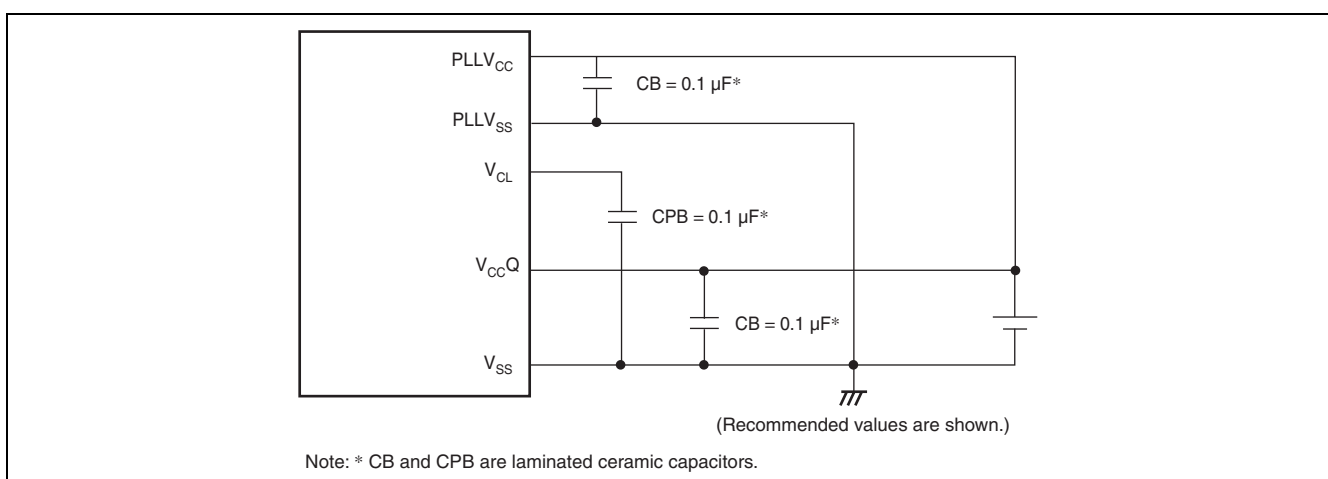 PLLVCC
CB = 0.1 µF*
PLLVSS
VCL
CPB = 0.1 µF*
VCCQ
CB = 0.1 µF*
VSS
(Recommended values are shown.)
Note: * CB and CPB are laminated ceramic capacitors.